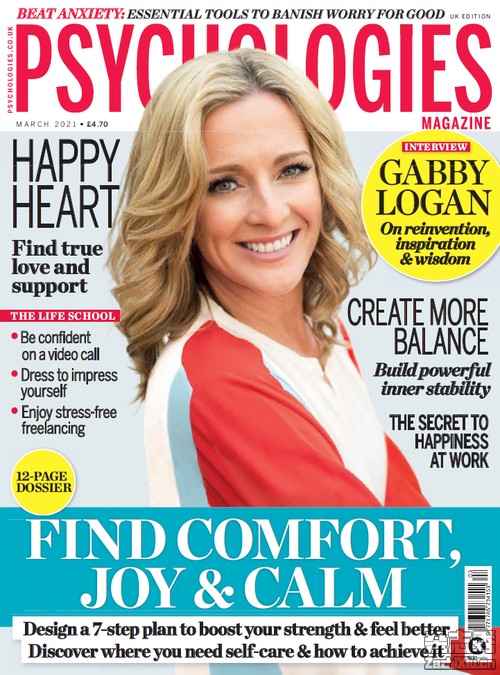 BEAT ANXIETY: ESSENTIAL TOOLS TO BANISH WORRY FOR GOOD UK EDITION
PSYCHOLOGIES
PSYCHOLOGIES.CO.UK
MAGAZINE
MARCH 2021 • £4.70
HAPPY
HEART
Find true
love and
support
THE LIFE SCHOOL
• Be confident
on a video call
• Dress to impress
yourself
• Enjoy stress-free
freelancing
12-PAGE
DOSSIER
INTERVIEW
GABBY
LOGAN
On reinvention,
inspiration
& wisdom
CREATE MORE
BALANCE
Build powerful
inner stability
THE SECRET TO
HAPPINESS
AT WORK
FIND COMFORT,
JOY & CALM
Design a 7-step plan to boost your strength & feel better
Discover where you need self-care & how to achieve it